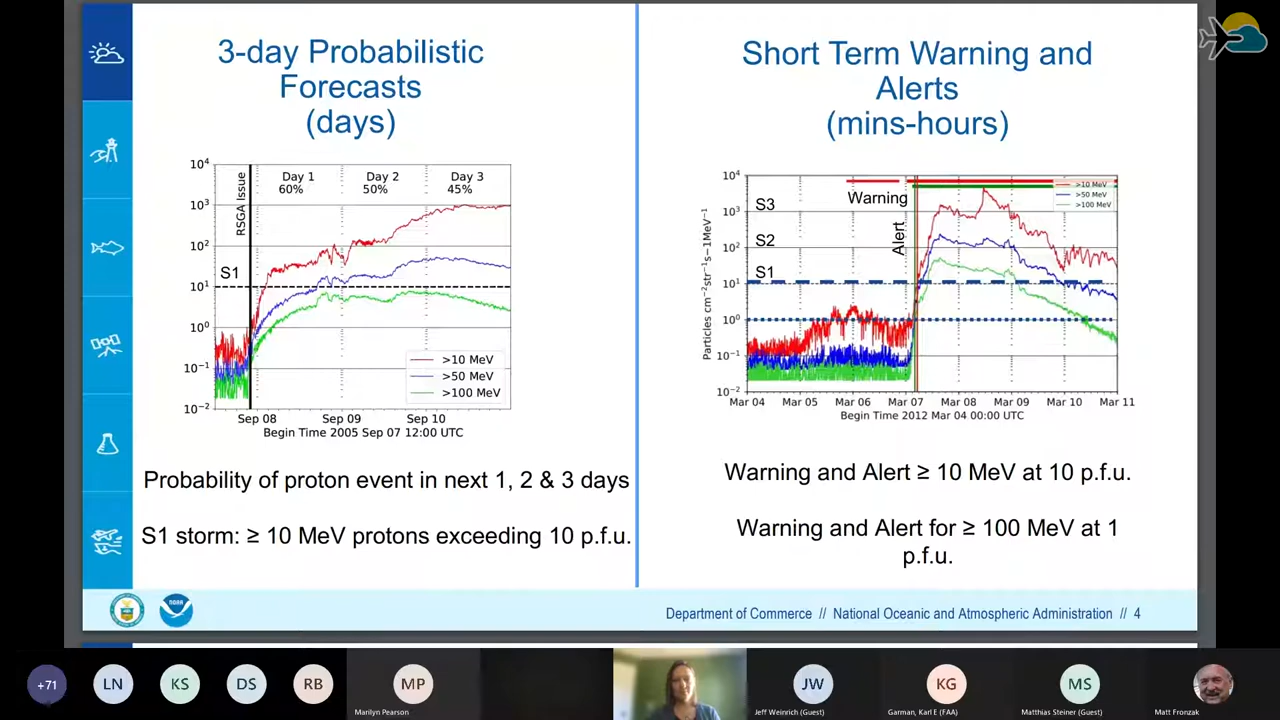 3-day Probabilistic
Forecasts
(days)
10⁴
10³
10²
10¹
10⁰
10⁻¹
10⁻²
RSGA Issue
Day 1
60%
Day 2
50%
Day 3
45%
S1
>10 MeV
>50 MeV
>100 MeV
Sep 08
Sep 09
Sep 10
Begin Time 2005 Sep 07 12:00 UTC
Probability of proton event in next 1, 2 & 3 days
S1 storm: ≥ 10 MeV protons exceeding 10 p.f.u.
Short Term Warning and
Alerts
(mins-hours)
Particles cm⁻²str⁻¹s−1MeV⁻¹
10⁴
10³
10²
10¹
10⁰
10⁻¹
10⁻²
S3
S2
S1
Warning
Alert
>10 MeV
>50 MeV
>100 MeV
Mar 04
Mar 05
Mar 06
Mar 07
Mar 08
Mar 09
Mar 10
Mar 11
Begin Time 2012 Mar 04 00:00 UTC
Warning and Alert ≥ 10 MeV at 10 p.f.u.
Warning and Alert for ≥ 100 MeV at 1
p.f.u.
NOAA
Department of Commerce // National Oceanic and Atmospheric Administration // 4
+71
LN
KS
DS
RB
MP
Marilyn Pearson
JW
Jeff Weinrich (Guest)
KG
Garman, Karl E (FAA)
MS
Matthias Steiner (Guest)
Matt Fronzak